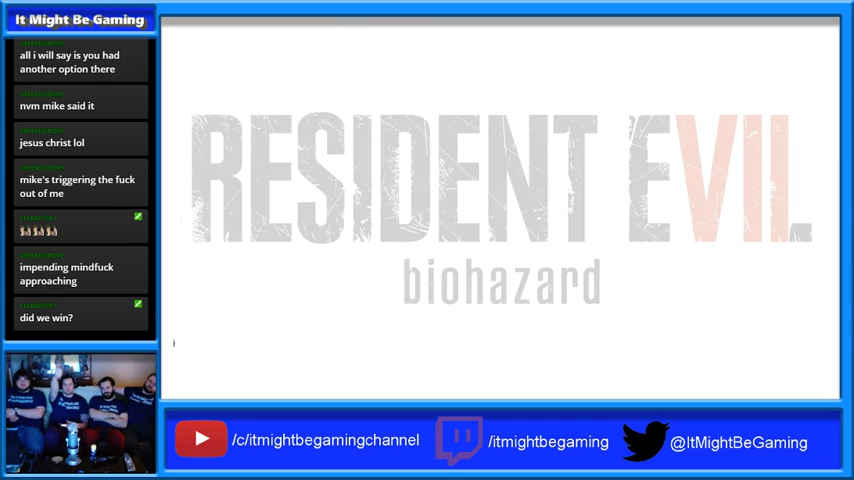 It Might Be Gaming
all i will say is you had
another option there
nvm mike said it
jesus christ lol
mike's triggering the fuck
out of me
impending mindfuck
approaching
did we win?
RESIDENT EVIL
biohazard
/c/itmightbegamingchannel
/itmightbegaming
@ItMightBeGaming